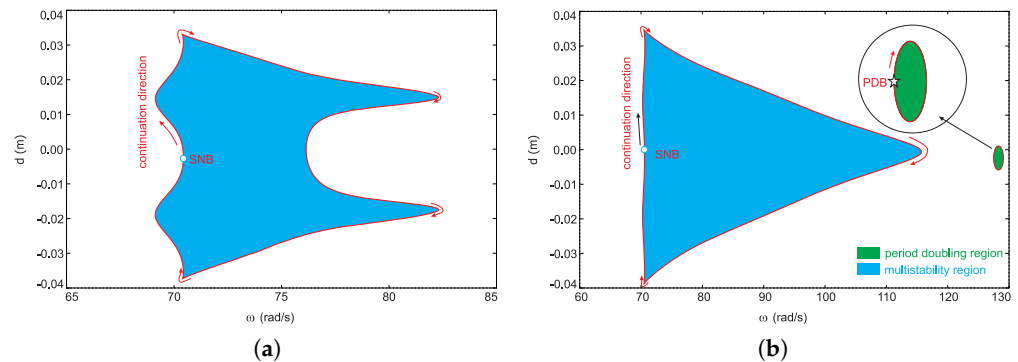 0.04
0.03
0.02
0.01
0.00
-0.01
-0.02
-0.03
-0.04
d (m)
continuation direction
SNB
65
70
75
80
85
ω (rad/s)
(a)
0.04
0.03
0.02
0.01
0.00
-0.01
-0.02
-0.03
-0.04
d (m)
continuation direction
SNB
PDB
period doubling region
multistability region
60
70
80
90
100
110
120
130
ω (rad/s)
(b)